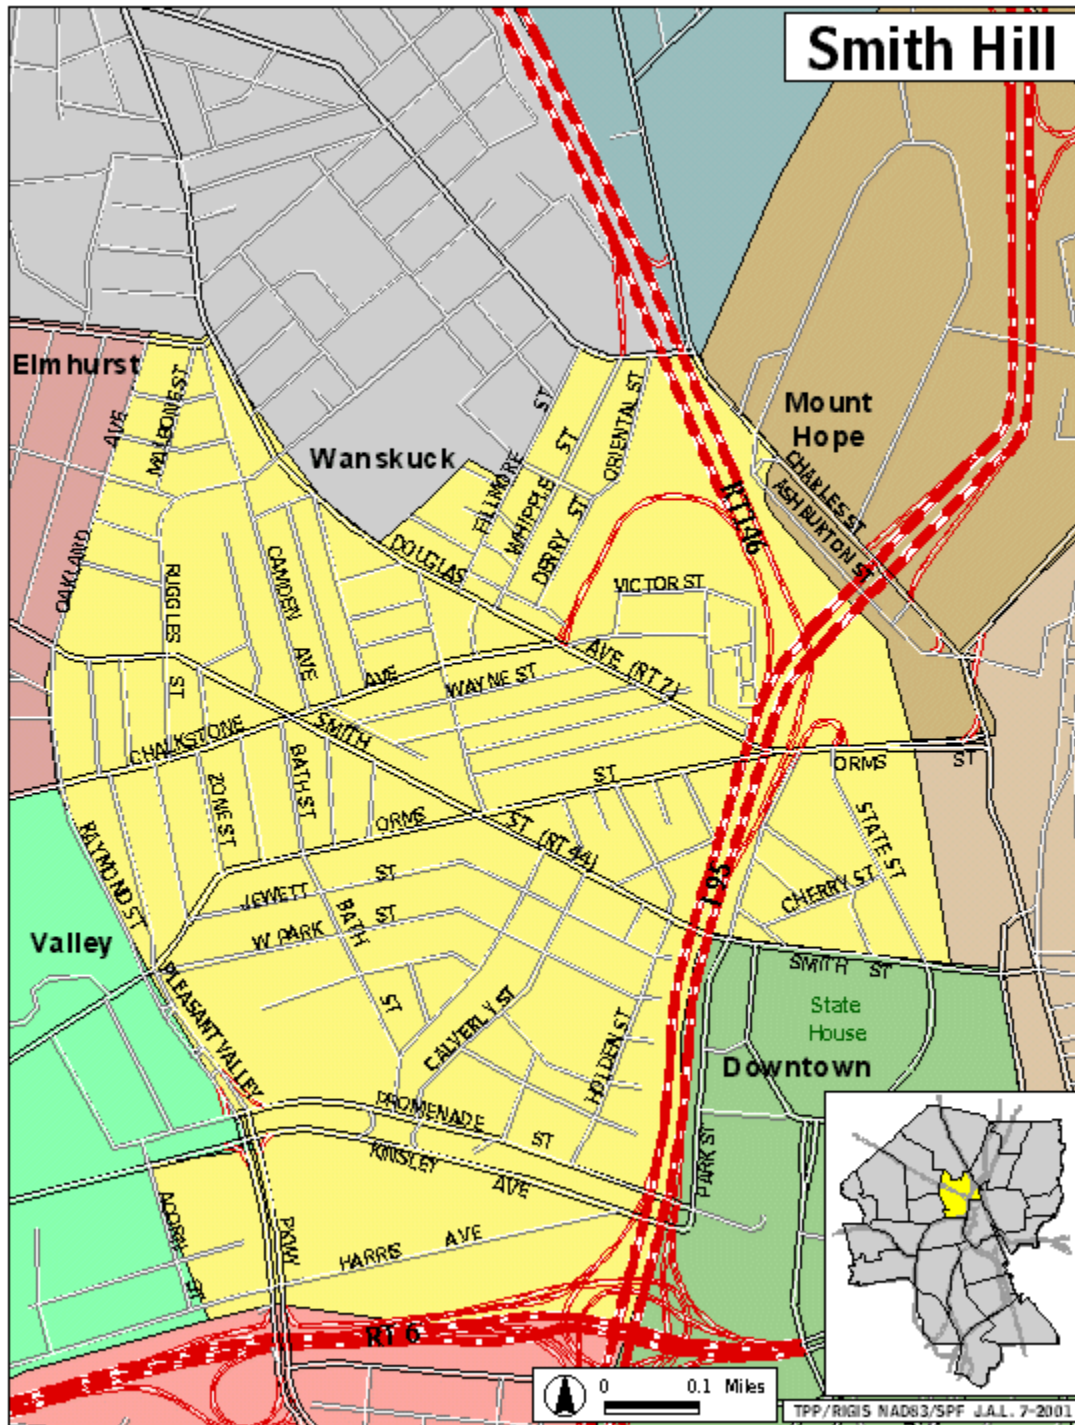 Smith Hill
Elmhurst
MALBONE ST
AVE
OAKLAND
Wanskuck
Mount
Hope
FILLMORE
ST
WHIPPLE
ST
ORIENTAL ST
DERRY ST
DOUGLAS
RT 146
CHARLES ST
ASHBURTON ST
VICTOR ST
RUGGLES
ST
CAMDEN
AVE
AVE
WAYNE ST
AVE (RT 7)
CHALKSTONE
SMITH
ZONE ST
BATH ST
ORMS
ST
ORMS
ST
ST (RT 44)
STATE ST
CHERRY ST
I 95
RAYMOND ST
JEWETT
ST
BATH
ST
W PARK
ST
Valley
PLEASANT VALLEY
SMITH ST
State
House
Downtown
CALVERLY ST
HOLDEN ST
PROMENADE
ST
KINSLEY
AVE
PARK ST
ACORN
ST
PKWY
HARRIS AVE
RT 6
0 0.1 Miles
TPP/RIGIS NAD83/SPF J.A.L. 7-2001